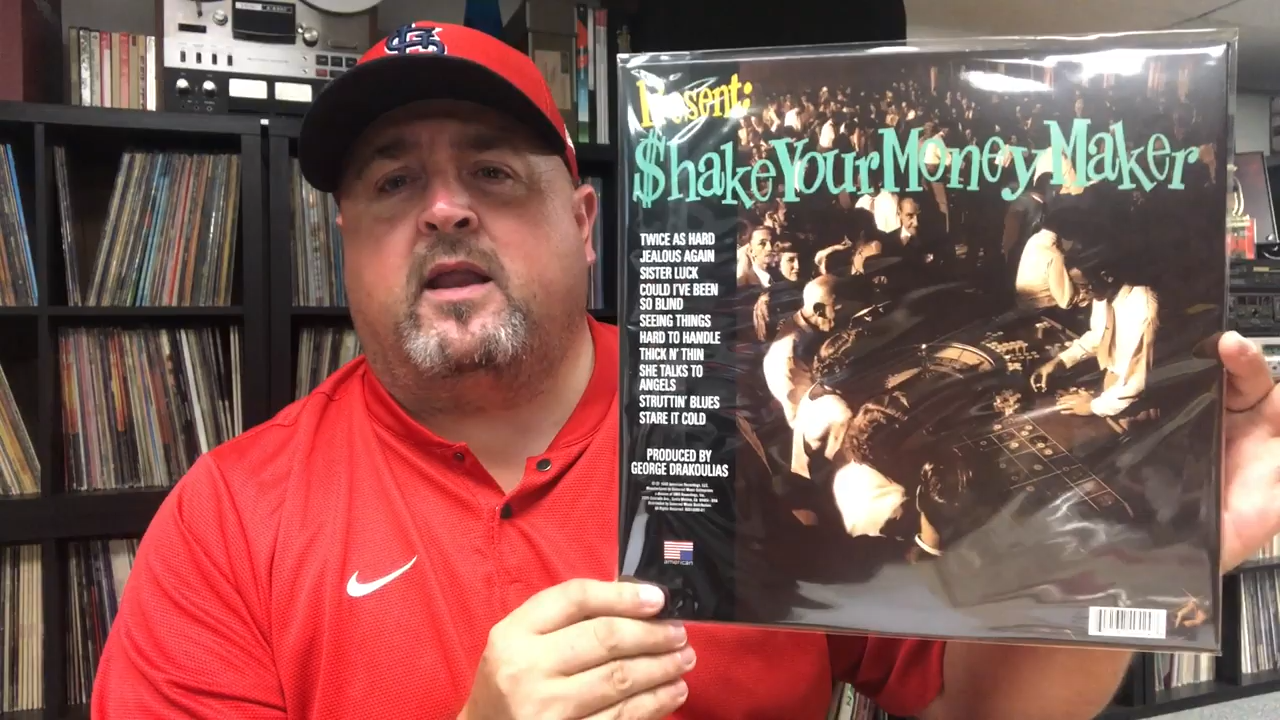 Present:
$hake Your Money Maker
TWICE AS HARD
JEALOUS AGAIN
SISTER LUCK
COULD I'VE BEEN
SO BLIND
SEEING THINGS
HARD TO HANDLE
THICK N' THIN
SHE TALKS TO
ANGELS
STRUTTIN' BLUES
STARE IT COLD
PRODUCED BY
GEORGE DRAKOULIAS
american